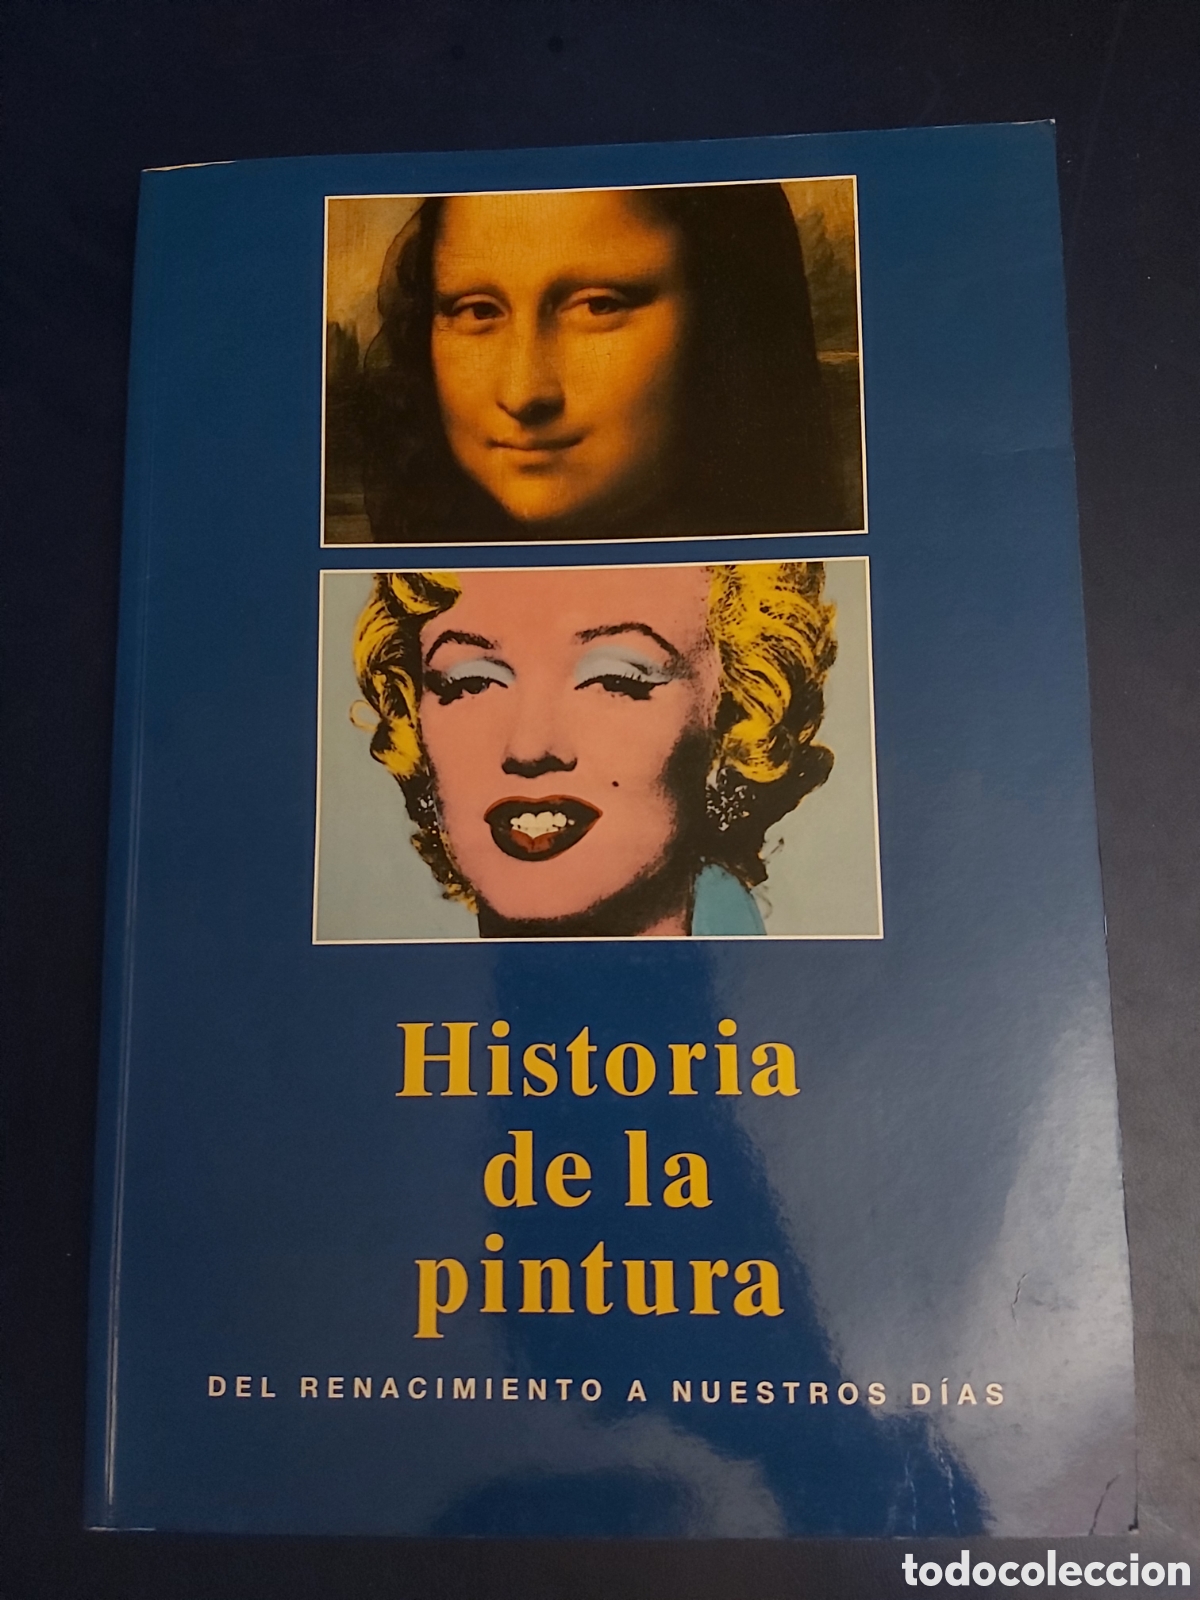 Historia
de la
pintura
DEL RENACIMIENTO A NUESTROS DÍAS
todocoleccion